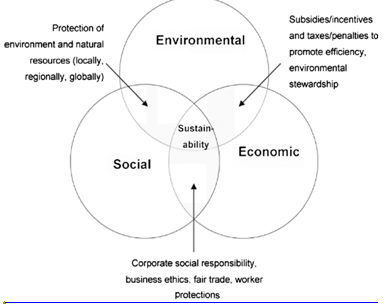 Protection of
environment and natural
resources (locally,
regionally, globally)
Environmental
Subsidies/incentives
and taxes/penalties to
promote efficiency,
environmental
stewardship
Sustain-
ability
Social
Economic
Corporate social responsibility,
business ethics, fair trade, worker
protections